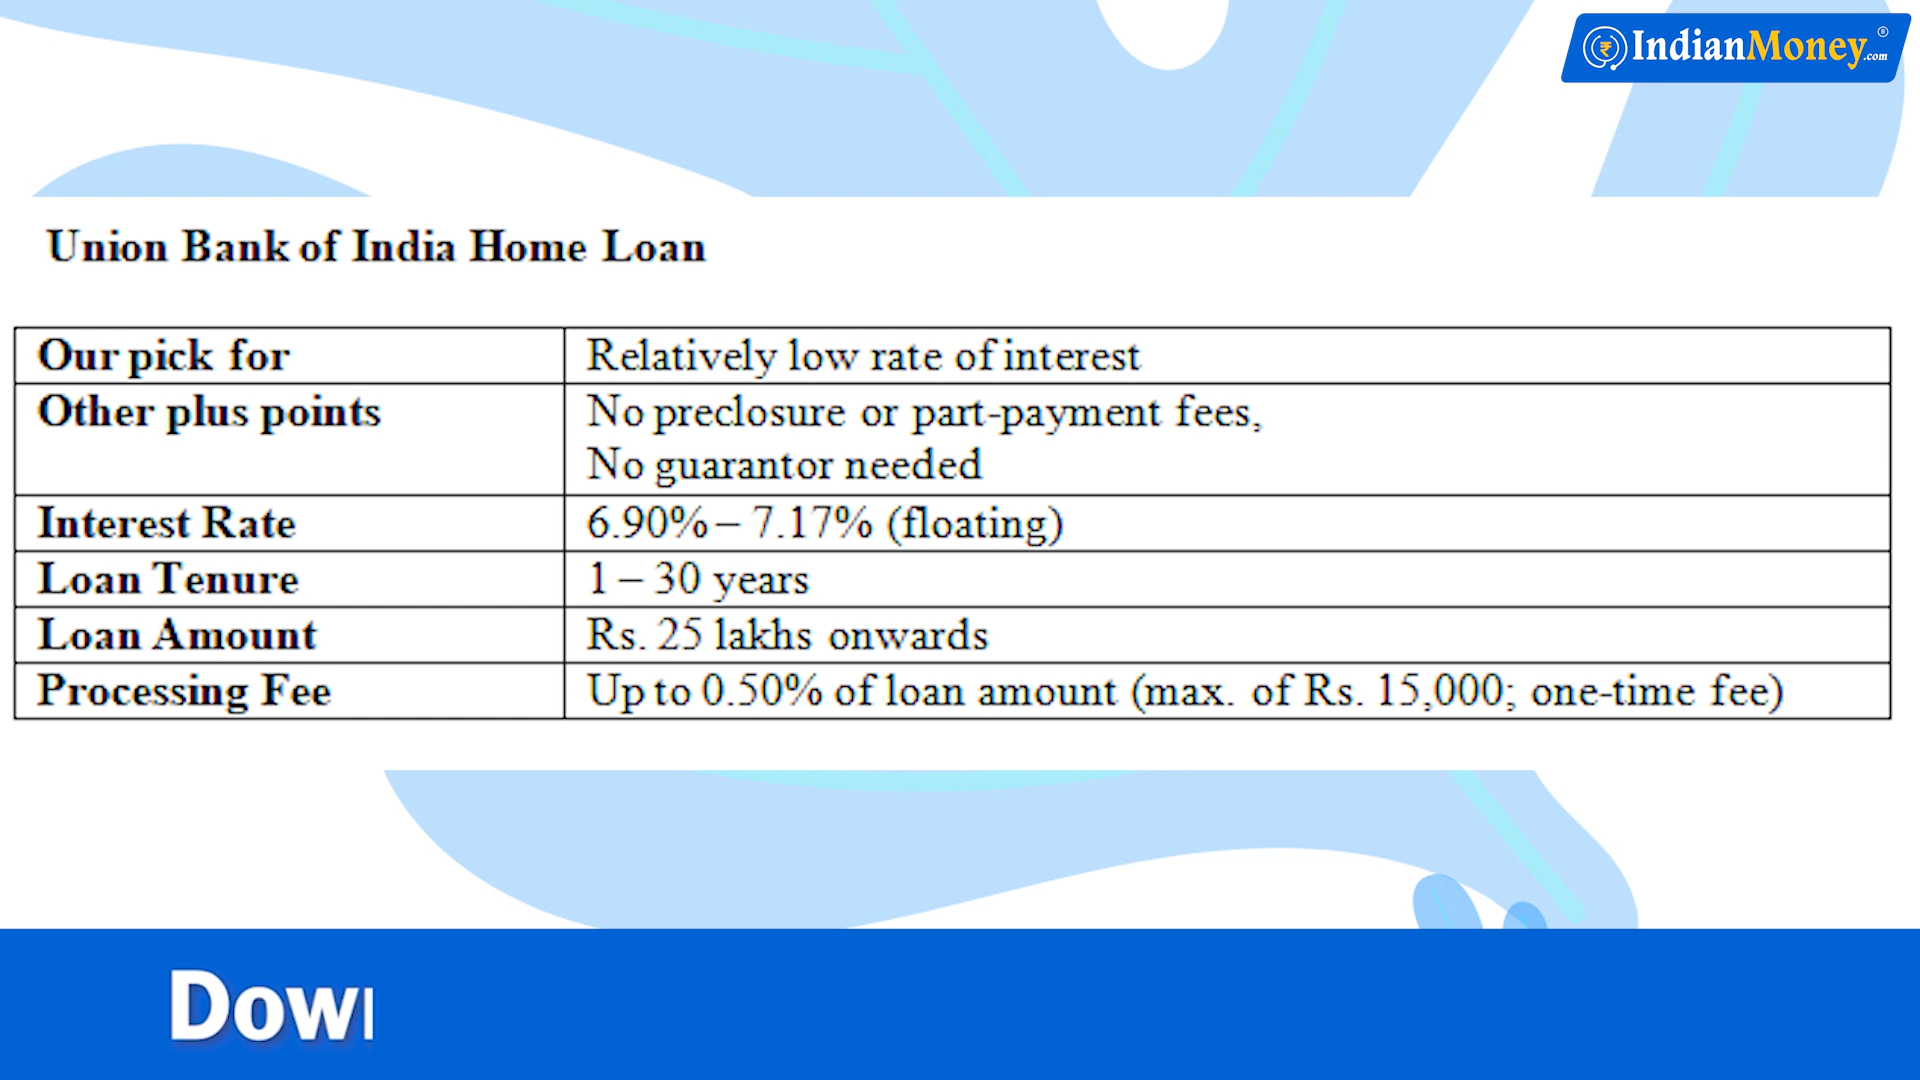 IndianMoney.com®
Union Bank of India Home Loan
Our pick for Relatively low rate of interest
Other plus points No preclosure or part-payment fees,
No guarantor needed
Interest Rate 6.90% – 7.17% (floating)
Loan Tenure 1 – 30 years
Loan Amount Rs. 25 lakhs onwards
Processing Fee Up to 0.50% of loan amount (max. of Rs. 15,000; one-time fee)
Dow